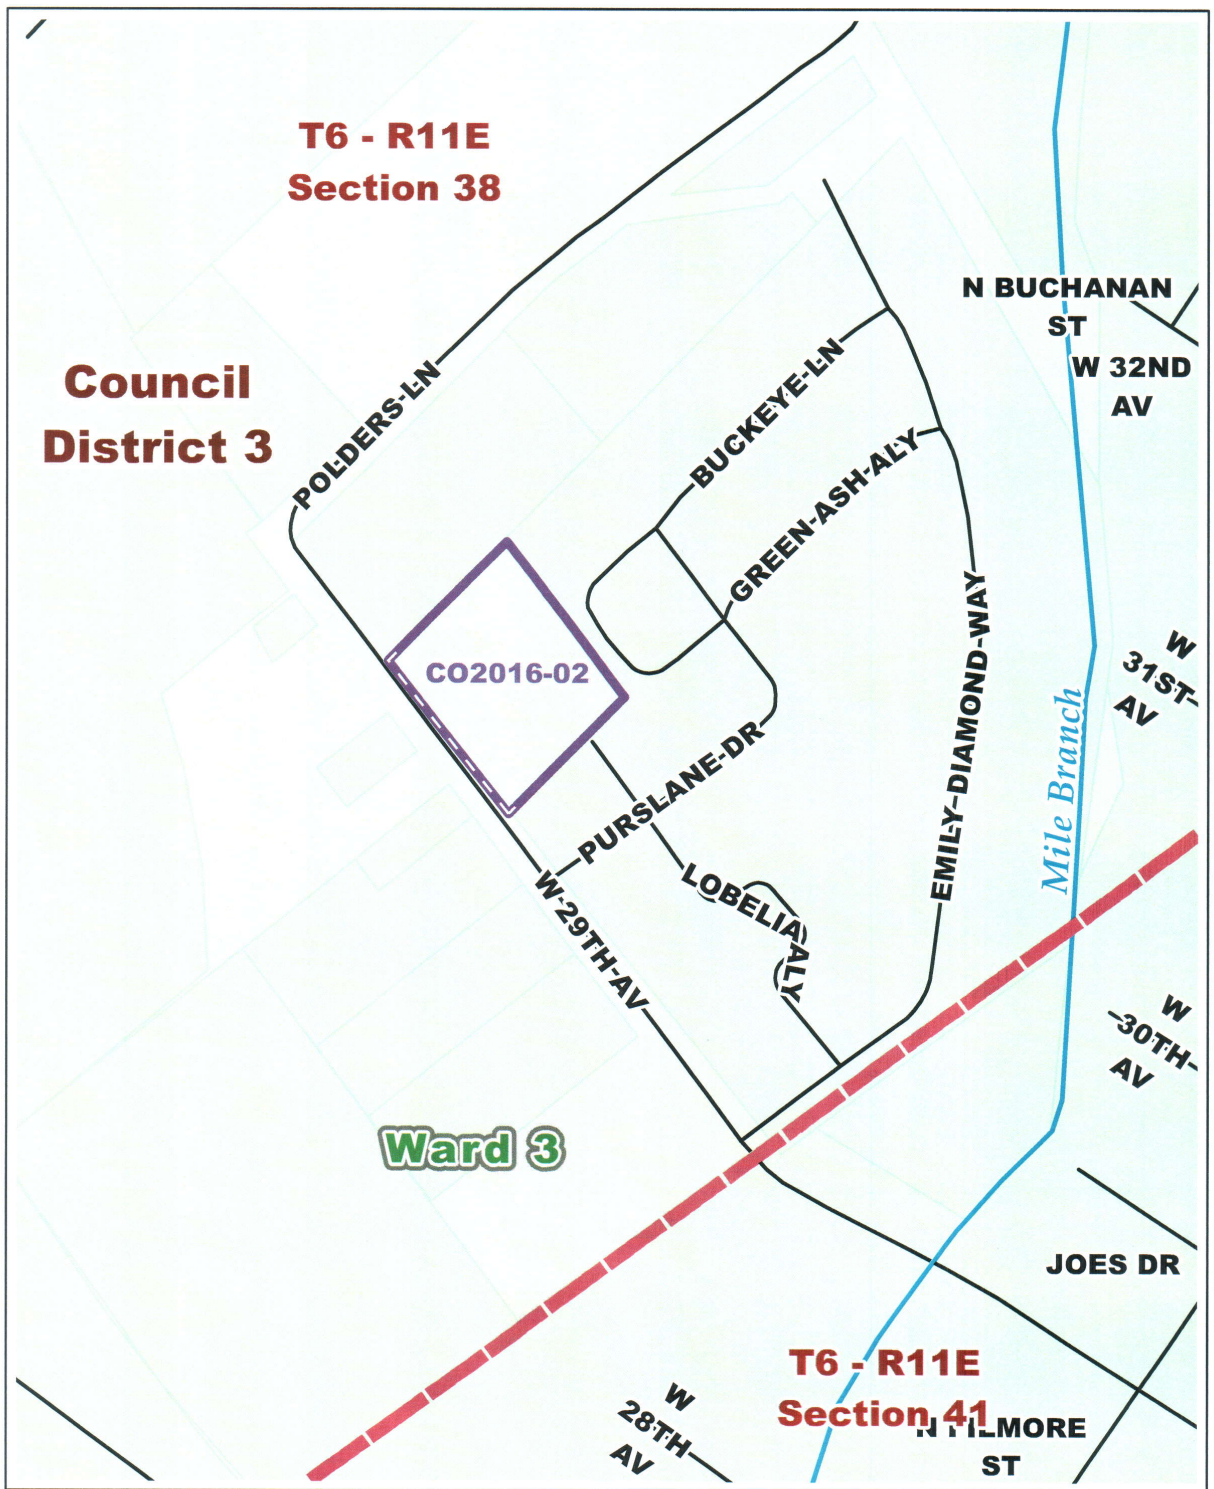 T6 - R11E
Section 38
N BUCHANAN
ST
W 32ND
AV
Council
District 3
POLDERS LN
BUCKEYE LN
GREEN ASH ALY
CO2016-02
EMILY DIAMOND WAY
W
31ST
AV
Mile Branch
PURSLANE DR
LOBELIA
ALY
W 29TH AV
W
30TH
AV
Ward 3
JOES DR
T6 - R11E
Section 41
N FILMORE
ST
W
28TH
AV